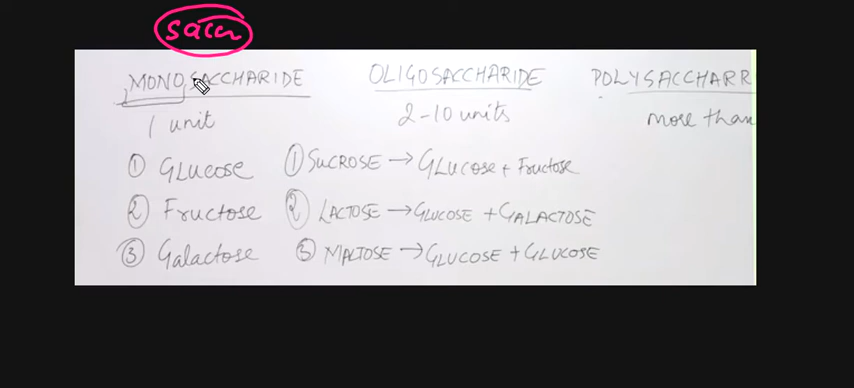 sacch
MONOSACCHARIDE OLIGOSACCHARIDE POLYSACCHARR
1 unit 2-10 units more than
① GLUCOSE ① SUCROSE → GLUCOSE + Fructose
② Fructose ② LACTOSE → GLUCOSE + GALACTOSE
③ Galactose ③ MALTOSE → GLUCOSE + GLUCOSE